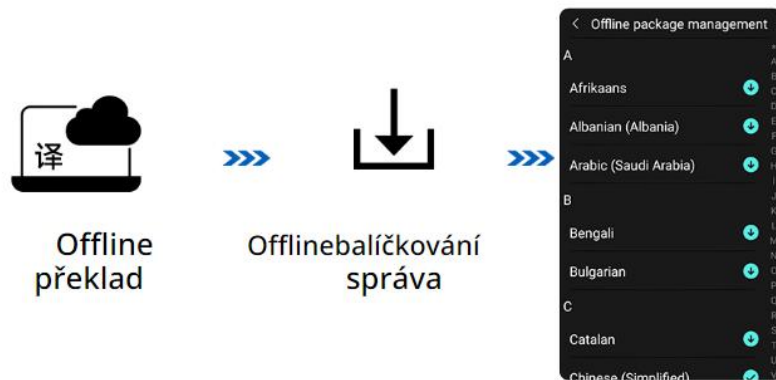 译
Offline
překlad
Offlinebalíčkování
správa
< Offline package management
A
Afrikaans
Albanian (Albania)
Arabic (Saudi Arabia)
B
Bengali
Bulgarian
C
Catalan
Chinese (Simplified)